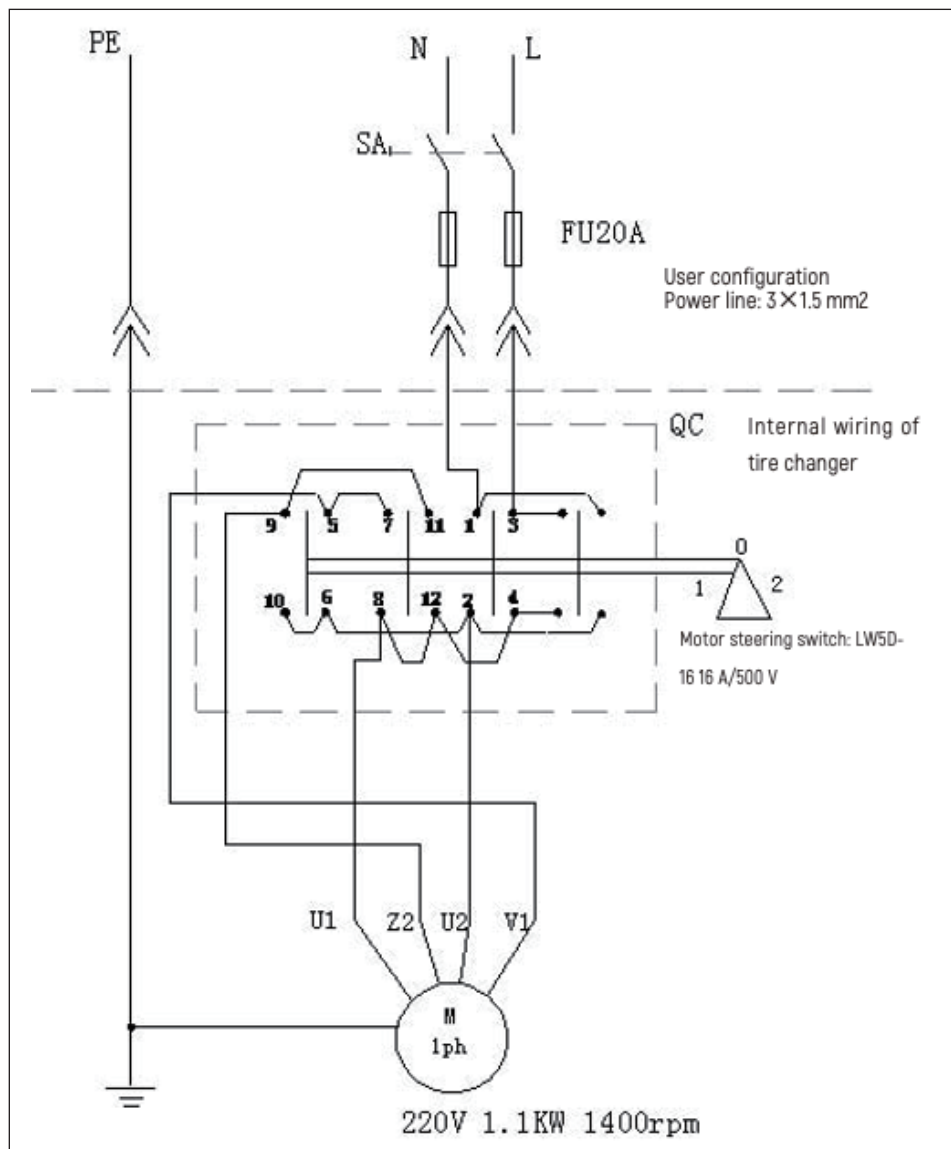 PE
N
L
SA
FU20A
User configuration
Power line: 3×1.5 mm2
QC
Internal wiring of
tire changer
9
5
7
11
1
3
0
1
2
10
6
8
12
2
4
Motor steering switch: LW5D-
16 16 A/500 V
U1
Z2
U2
V1
M
1ph
220V 1.1KW 1400rpm